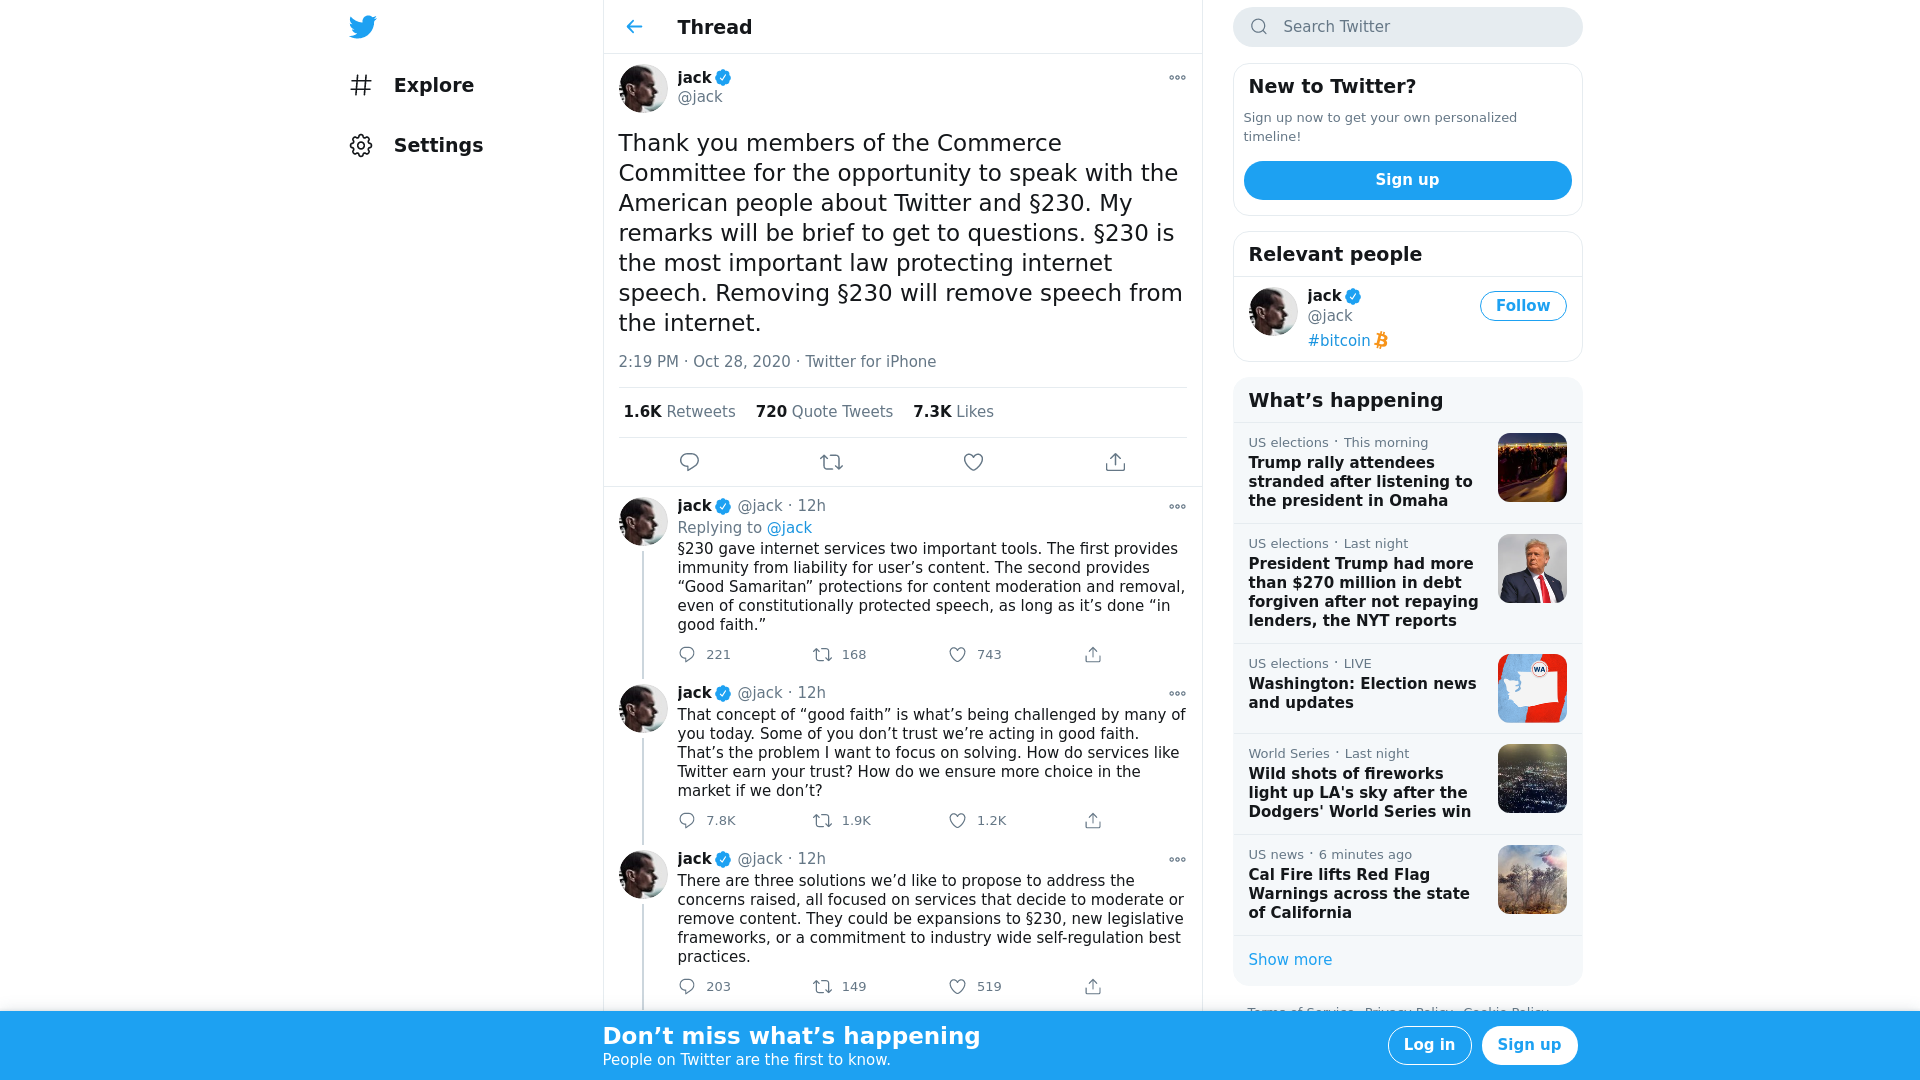 Explore
Settings
Thread
jack
@jack
Thank you members of the Commerce
Committee for the opportunity to speak with the
American people about Twitter and §230. My
remarks will be brief to get to questions. §230 is
the most important law protecting internet
speech. Removing §230 will remove speech from
the internet.
2:19 PM · Oct 28, 2020 · Twitter for iPhone
1.6K Retweets 720 Quote Tweets 7.3K Likes
jack @jack · 12h
Replying to @jack
§230 gave internet services two important tools. The first provides
immunity from liability for user’s content. The second provides
“Good Samaritan” protections for content moderation and removal,
even of constitutionally protected speech, as long as it’s done “in
good faith.”
221 168 743
jack @jack · 12h
That concept of “good faith” is what’s being challenged by many of
you today. Some of you don’t trust we’re acting in good faith.
That’s the problem I want to focus on solving. How do services like
Twitter earn your trust? How do we ensure more choice in the
market if we don’t?
7.8K 1.9K 1.2K
jack @jack · 12h
There are three solutions we’d like to propose to address the
concerns raised, all focused on services that decide to moderate or
remove content. They could be expansions to §230, new legislative
frameworks, or a commitment to industry wide self-regulation best
practices.
203 149 519
Search Twitter
New to Twitter?
Sign up now to get your own personalized
timeline!
Sign up
Relevant people
jack
@jack
Follow
#bitcoin
What’s happening
US elections · This morning
Trump rally attendees
stranded after listening to
the president in Omaha
US elections · Last night
President Trump had more
than $270 million in debt
forgiven after not repaying
lenders, the NYT reports
US elections · LIVE
Washington: Election news
and updates
WA
World Series · Last night
Wild shots of fireworks
light up LA's sky after the
Dodgers' World Series win
US news · 6 minutes ago
Cal Fire lifts Red Flag
Warnings across the state
of California
Show more
Terms of Service Privacy Policy Cookie Policy
Don’t miss what’s happening
People on Twitter are the first to know.
Log in
Sign up